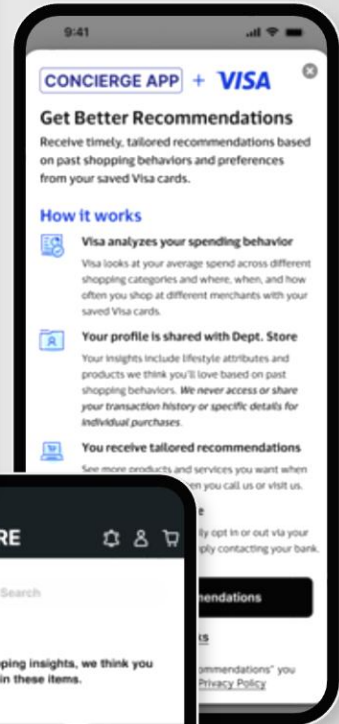 9:41
CONCIERGE APP + VISA
Get Better Recommendations
Receive timely, tailored recommendations based
on past shopping behaviors and preferences
from your saved Visa cards.
How it works
Visa analyzes your spending behavior
Visa looks at your average spend across different
shopping categories and where, when, and how
often you shop at different merchants with your
saved Visa cards.
Your profile is shared with Dept. Store
Your insights include lifestyle attributes and
products we think you'll love based on past
shopping behaviors. We never access or share
your transaction history or specific details for
individual purchases.
You receive tailored recommendations
See more products and services you want when
en you call us or visit us.
e
ly opt in or out via your
ply contacting your bank.
endations
ks
ommendations" you
Privacy Policy
RE
Search
ping insights, we think you
in these items.